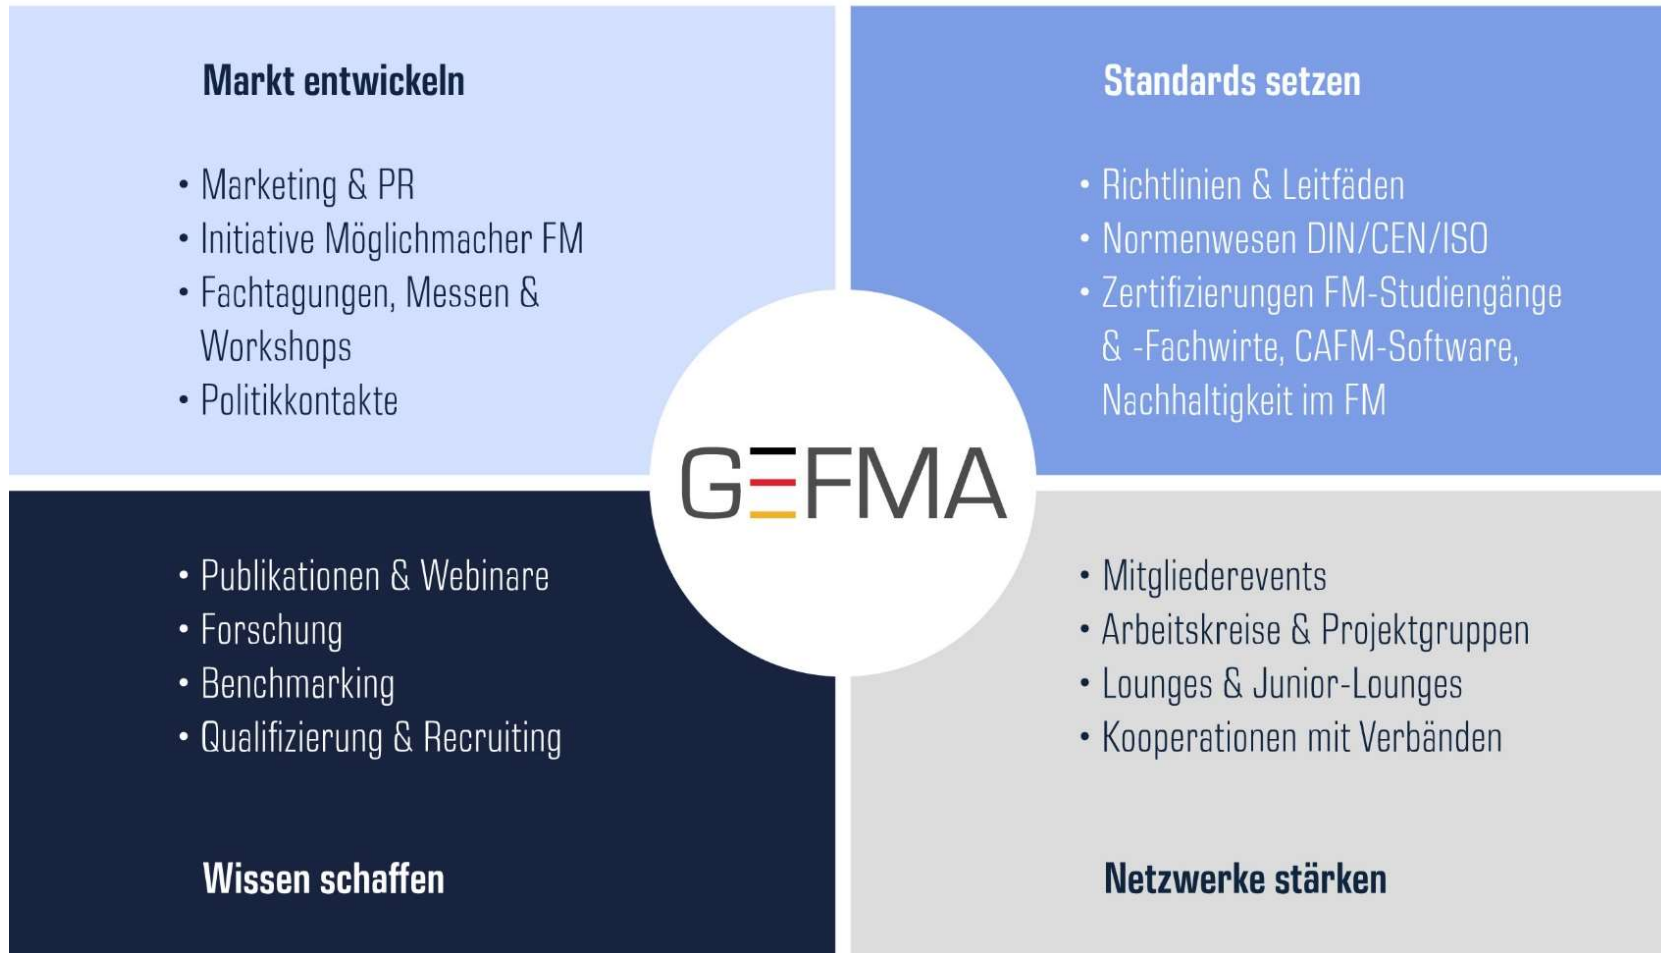 Markt entwickeln
• Marketing & PR
• Initiative Möglichmacher FM
• Fachtagungen, Messen &
Workshops
• Politikkontakte
Standards setzen
• Richtlinien & Leitfäden
• Normenwesen DIN/CEN/ISO
• Zertifizierungen FM-Studiengänge
& -Fachwirte, CAFM-Software,
Nachhaltigkeit im FM
GEFMA
• Publikationen & Webinare
• Forschung
• Benchmarking
• Qualifizierung & Recruiting
Wissen schaffen
• Mitgliederevents
• Arbeitskreise & Projektgruppen
• Lounges & Junior-Lounges
• Kooperationen mit Verbänden
Netzwerke stärken